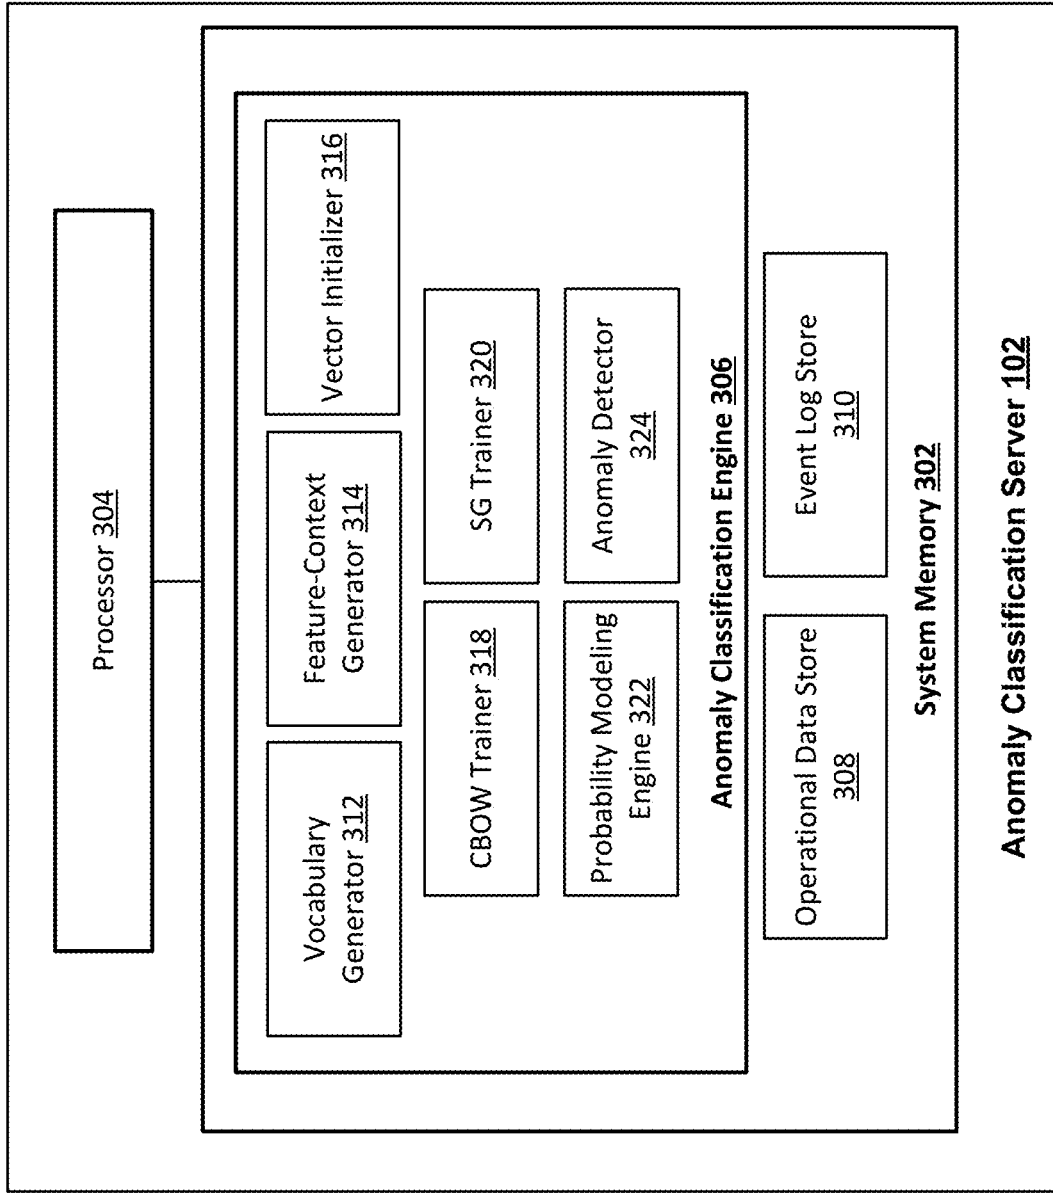 Processor 304
Vocabulary
Generator 312
Feature-Context
Generator 314
Vector Initializer 316
CBOW Trainer 318
SG Trainer 320
Probability Modeling
Engine 322
Anomaly Detector
324
Anomaly Classification Engine 306
Operational Data Store
308
Event Log Store
310
System Memory 302
Anomaly Classification Server 102